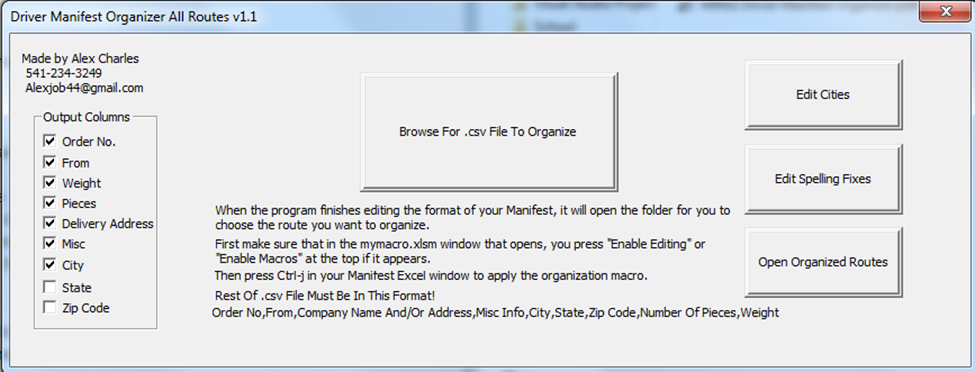 Driver Manifest Organizer All Routes v1.1
Made by Alex Charles
541-234-3249
Alexjob44@gmail.com
Output Columns
Order No.
From
Weight
Pieces
Delivery Address
Misc
City
State
Zip Code
Browse For .csv File To Organize
When the program finishes editing the format of your Manifest, it will open the folder for you to
choose the route you want to organize.
First make sure that in the mymacro.xlsm window that opens, you press "Enable Editing" or
"Enable Macros" at the top if it appears.
Then press Ctrl-j in your Manifest Excel window to apply the organization macro.
Rest Of .csv File Must Be In This Format!
Order No,From,Company Name And/Or Address,Misc Info,City,State,Zip Code,Number Of Pieces,Weight
Edit Cities
Edit Spelling Fixes
Open Organized Routes